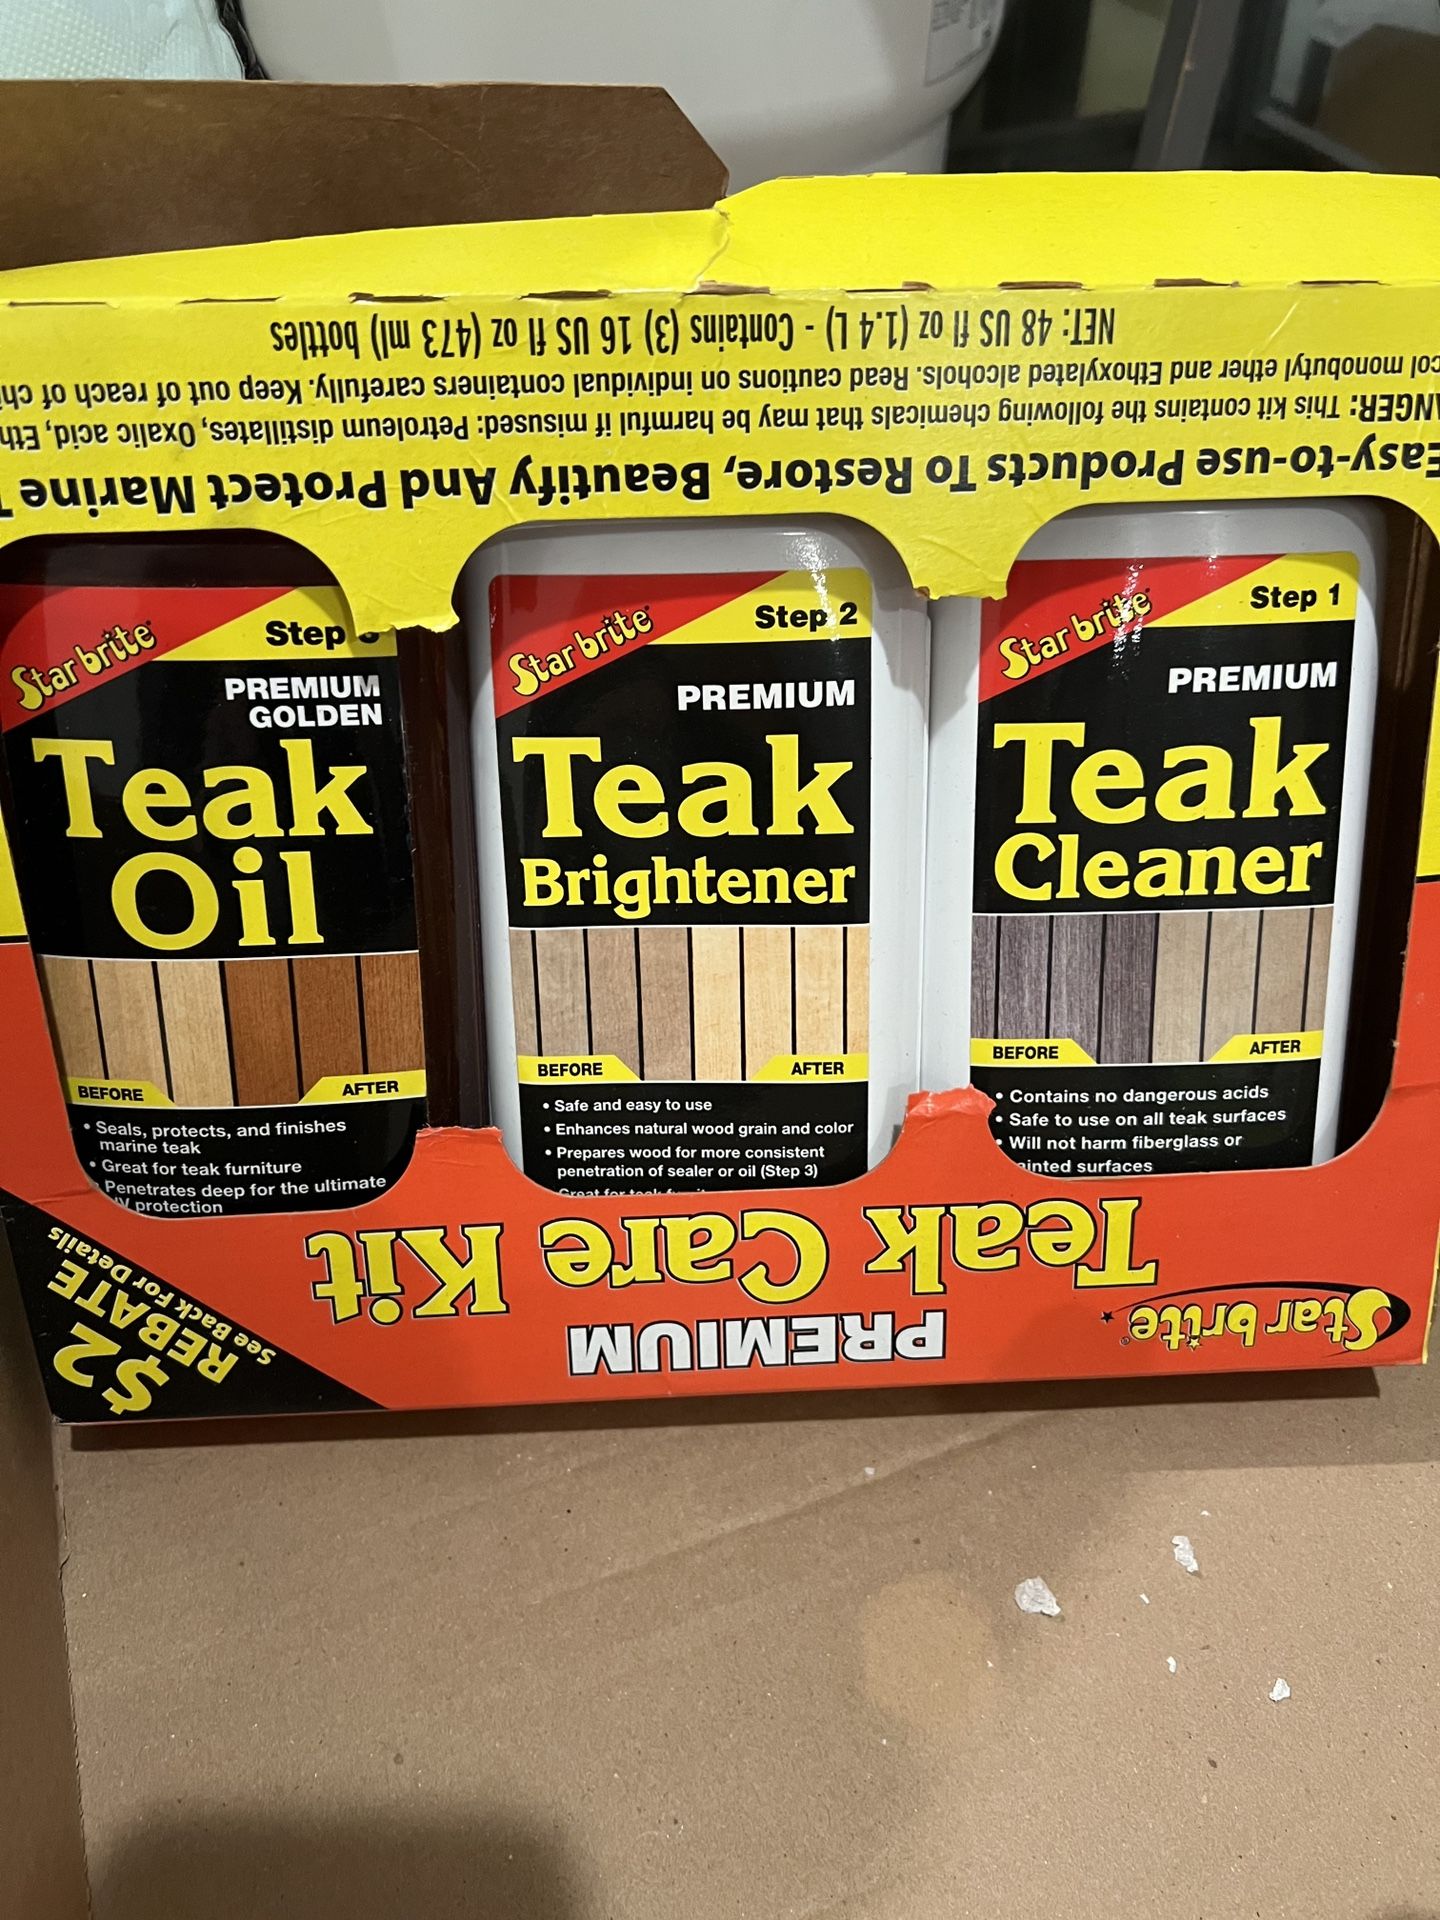 NET: 48 US fl oz (1.4 L) - Contains (3) 16 US fl oz (473 ml) bottles
monobutyl ether and Ethoxylated alcohols. Read cautions on individual containers carefully. Keep out of reach of
This kit contains the following chemicals that may be harmful if misused: Petroleum distillates, Oxalic acid,
Easy-to-use Products To Restore, Beautify And Protect Marine
Star brite
Step
PREMIUM
GOLDEN
Teak
Oil
BEFORE
AFTER
• Seals, protects, and finishes
marine teak
• Great for teak furniture
Penetrates deep for the ultimate
protection
Star brite
Step 2
PREMIUM
Teak
Brightener
BEFORE
AFTER
• Safe and easy to use
• Enhances natural wood grain and color
• Prepares wood for more consistent
penetration of sealer or oil (Step 3)
Star brite
Step 1
PREMIUM
Teak
Cleaner
BEFORE
AFTER
• Contains no dangerous acids
• Safe to use on all teak surfaces
• Will not harm fiberglass or
surfaces
Star brite®
PREMIUM
Teak Care Kit
$2
REBATE
See Back For Details